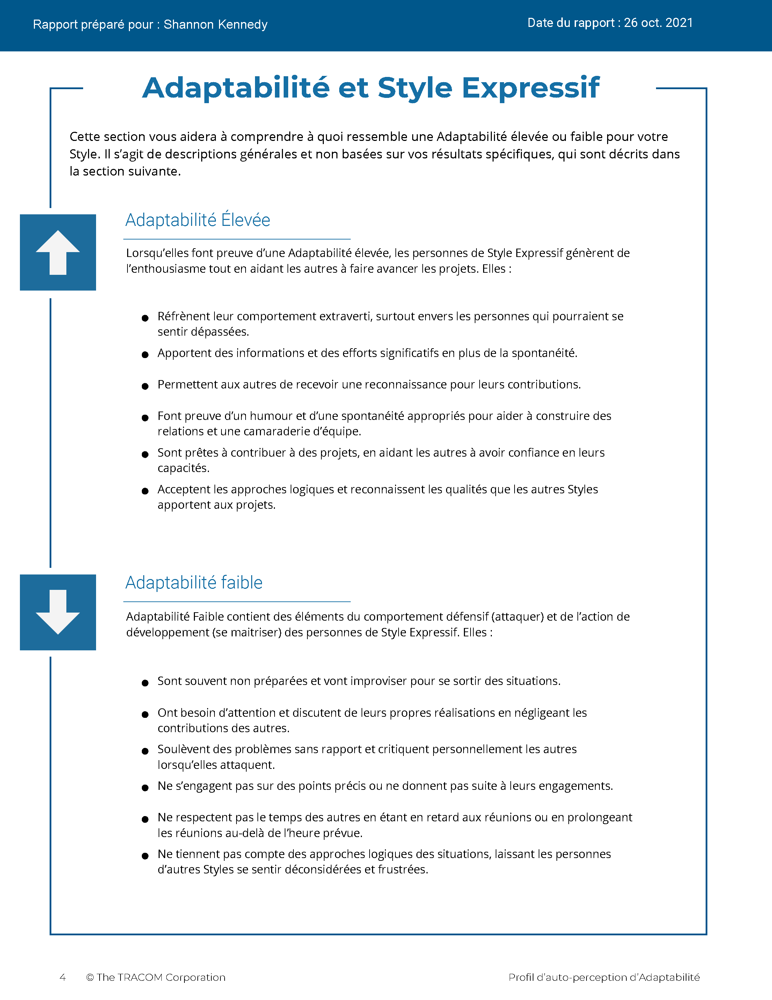 Rapport préparé pour : Shannon Kennedy
Date du rapport : 26 oct. 2021
Adaptabilité et Style Expressif
Cette section vous aidera à comprendre à quoi ressemble une Adaptabilité élevée ou faible pour votre
Style. Il s’agit de descriptions générales et non basées sur vos résultats spécifiques, qui sont décrits dans
la section suivante.
Adaptabilité Élevée
Lorsqu’elles font preuve d’une Adaptabilité élevée, les personnes de Style Expressif génèrent de
l’enthousiasme tout en aidant les autres à faire avancer les projets. Elles :
● Réfrènent leur comportement extraverti, surtout envers les personnes qui pourraient se
sentir dépassées.
● Apportent des informations et des efforts significatifs en plus de la spontanéité.
● Permettent aux autres de recevoir une reconnaissance pour leurs contributions.
● Font preuve d’un humour et d’une spontanéité appropriés pour aider à construire des
relations et une camaraderie d’équipe.
● Sont prêtes à contribuer à des projets, en aidant les autres à avoir confiance en leurs
capacités.
● Acceptent les approches logiques et reconnaissent les qualités que les autres Styles
apportent aux projets.
Adaptabilité faible
Adaptabilité Faible contient des éléments du comportement défensif (attaquer) et de l’action de
développement (se maitriser) des personnes de Style Expressif. Elles :
● Sont souvent non préparées et vont improviser pour se sortir des situations.
● Ont besoin d’attention et discutent de leurs propres réalisations en négligeant les
contributions des autres.
● Soulèvent des problèmes sans rapport et critiquent personnellement les autres
lorsqu’elles attaquent.
● Ne s’engagent pas sur des points précis ou ne donnent pas suite à leurs engagements.
● Ne respectent pas le temps des autres en étant en retard aux réunions ou en prolongeant
les réunions au-delà de l’heure prévue.
● Ne tiennent pas compte des approches logiques des situations, laissant les personnes
d’autres Styles se sentir déconsidérées et frustrées.
4 © The TRACOM Corporation
Profil d’auto-perception d’Adaptabilité